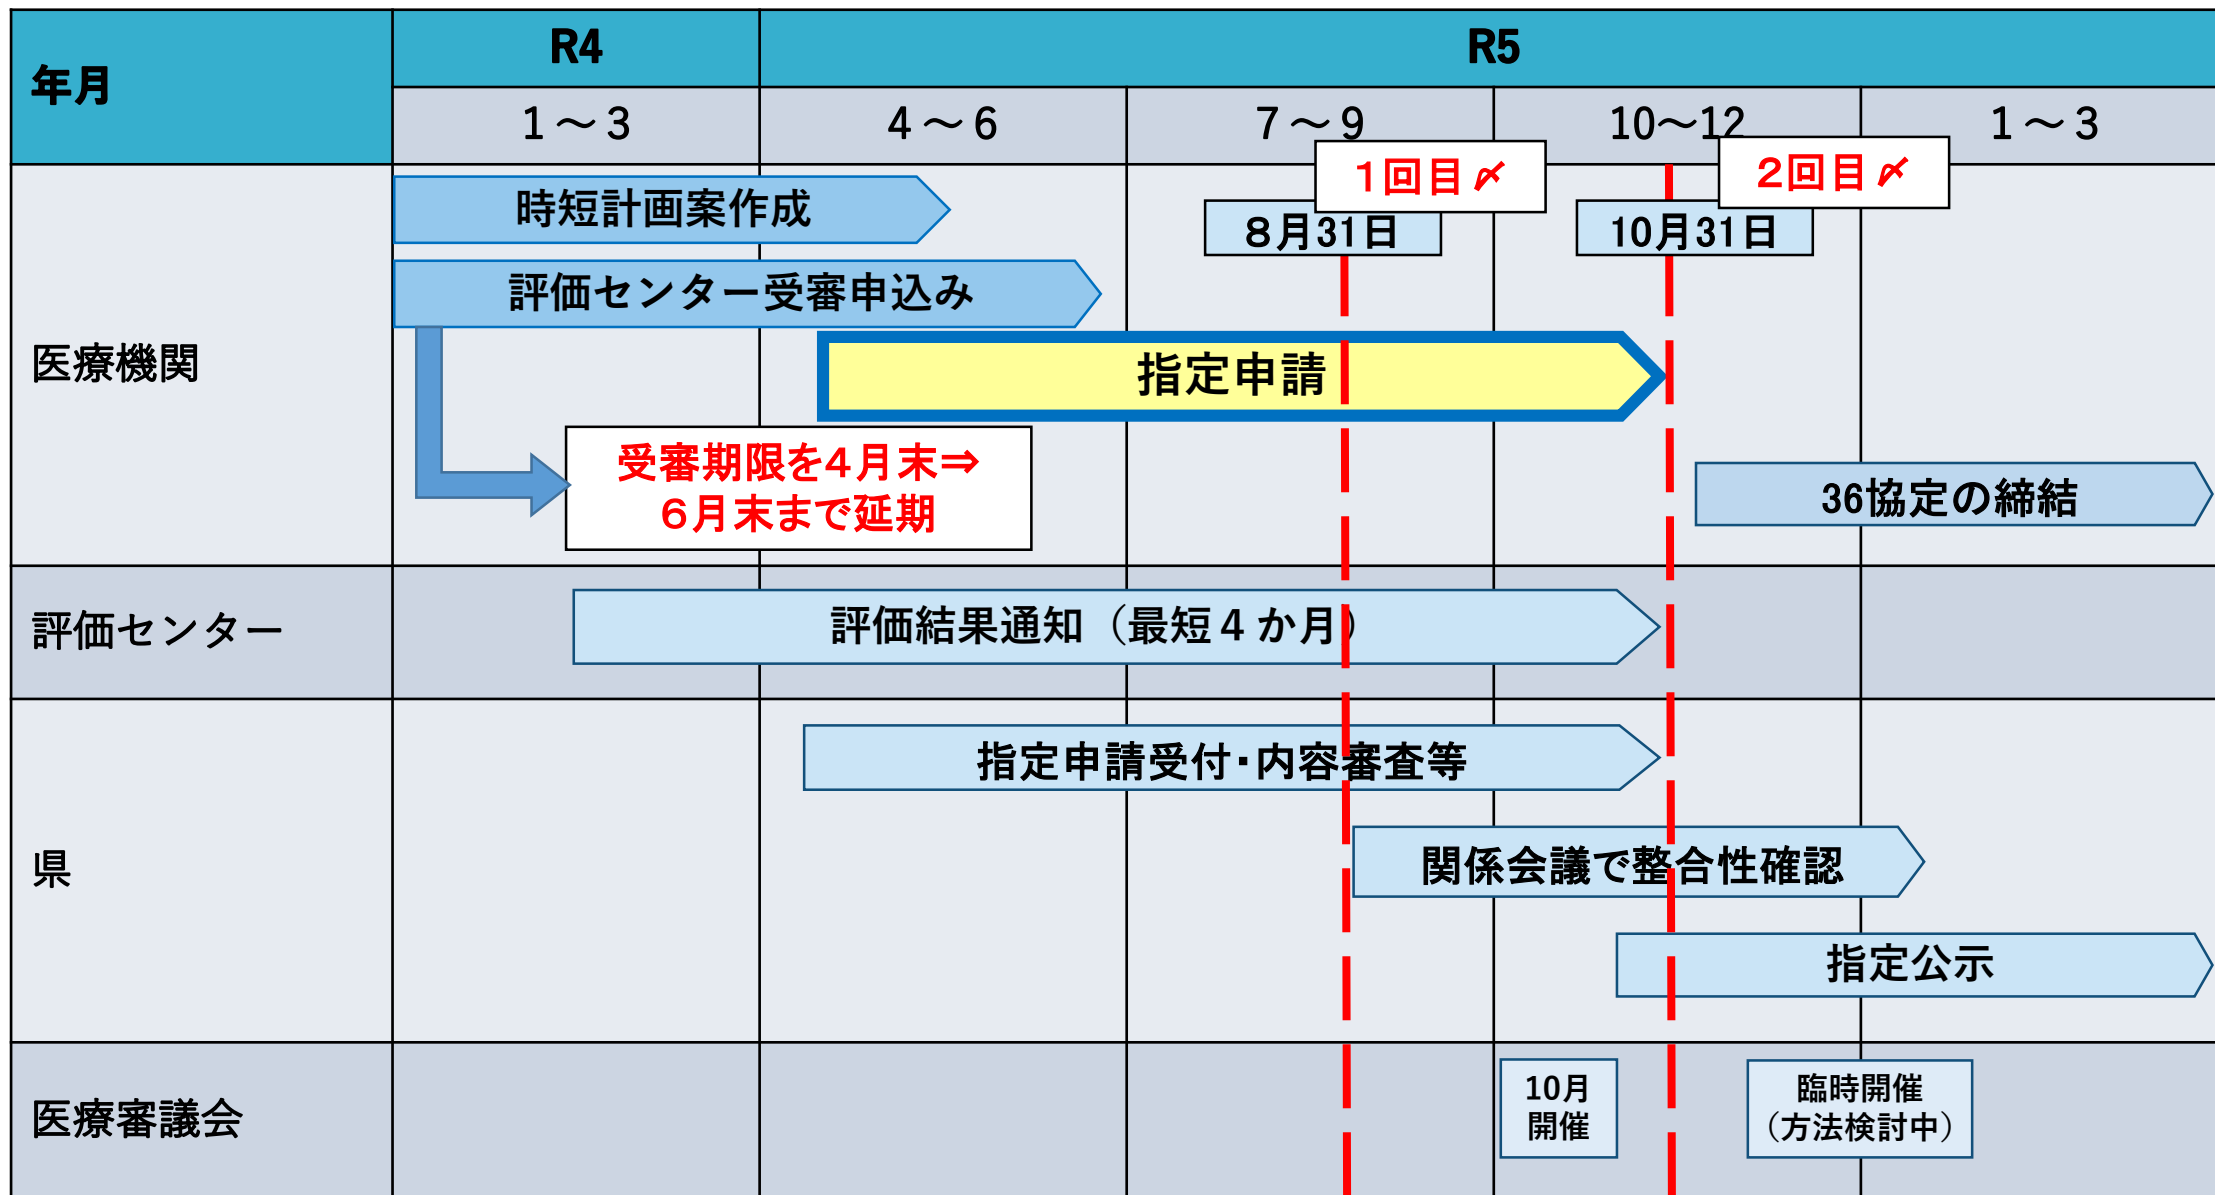 年月
R4
R5
1～3
4～6
7～9
10～12
1～3
1回目〆
2回目〆
医療機関
時短計画案作成
8月31日
10月31日
評価センター受審申込み
指定申請
受審期限を4月末⇒
6月末まで延期
36協定の締結
評価センター
評価結果通知（最短４か月）
県
指定申請受付・内容審査等
関係会議で整合性確認
指定公示
医療審議会
10月
開催
臨時開催
（方法検討中）